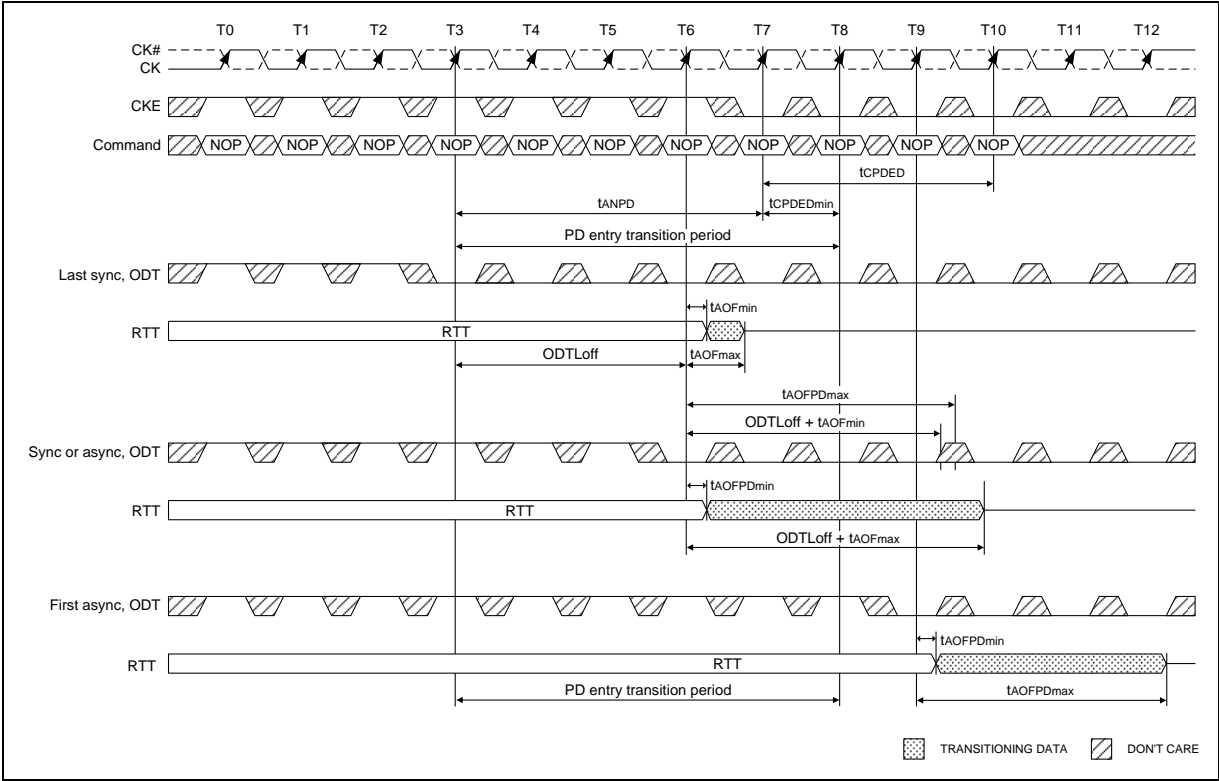 T0 T1 T2 T3 T4 T5 T6 T7 T8 T9 T10 T11 T12
CK#
CK
CKE
Command NOP NOP NOP NOP NOP NOP NOP NOP NOP NOP NOP
tCPDED
tANPD tCPDEDmin
PD entry transition period
Last sync, ODT
tAOFmin
RTT RTT
ODTLoff tAOFmax
tAOFPDmax
ODTLoff + tAOFmin
Sync or async, ODT
tAOFPDmin
RTT RTT
ODTLoff + tAOFmax
First async, ODT
tAOFPDmin
RTT RTT
PD entry transition period tAOFPDmax
TRANSITIONING DATA DON'T CARE